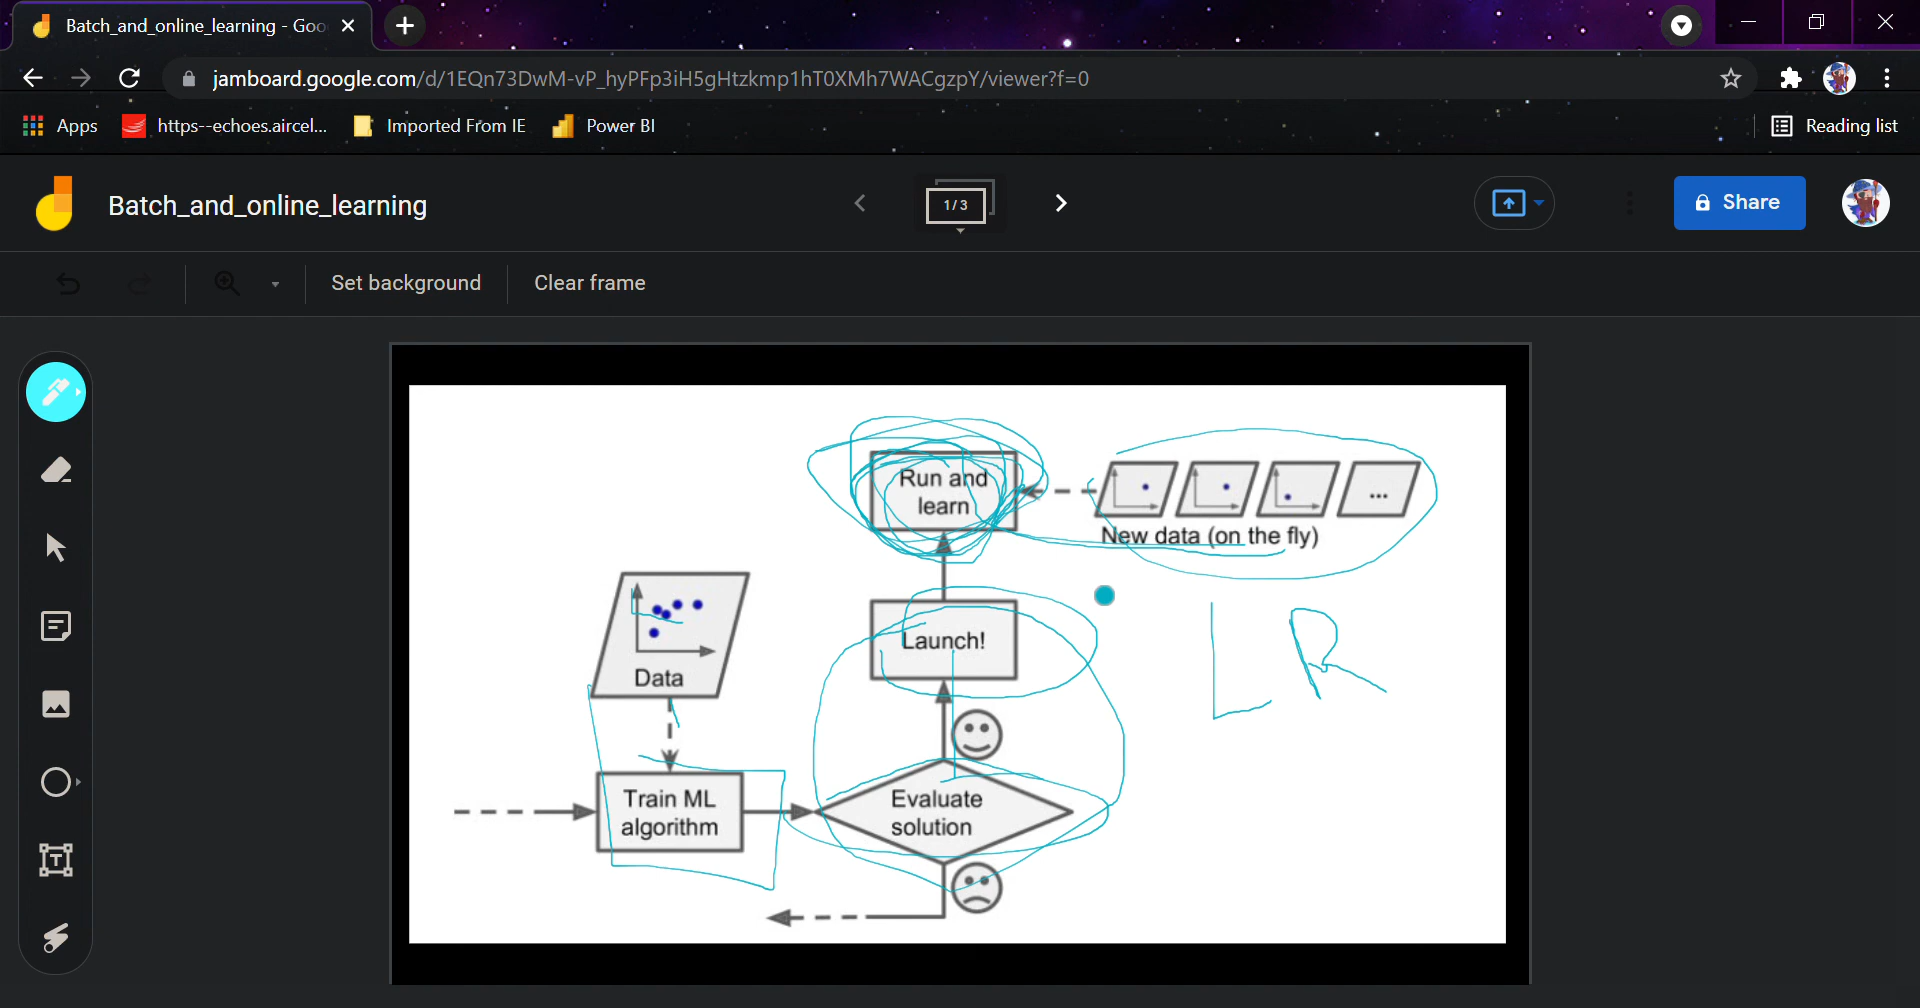 Batch_and_online_learning - Goo
jamboard.google.com/d/1EQn73DwM-vP_hyPFp3iH5gHtzkmp1hT0XMh7WACgzpY/viewer?f=0
Apps https--echoes.aircel... Imported From IE Power BI Reading list
Batch_and_online_learning 1/3 Share
Set background Clear frame
Run and
learn
...
New data (on the fly)
Launch!
L R
Data
Train ML
algorithm
Evaluate
solution
T